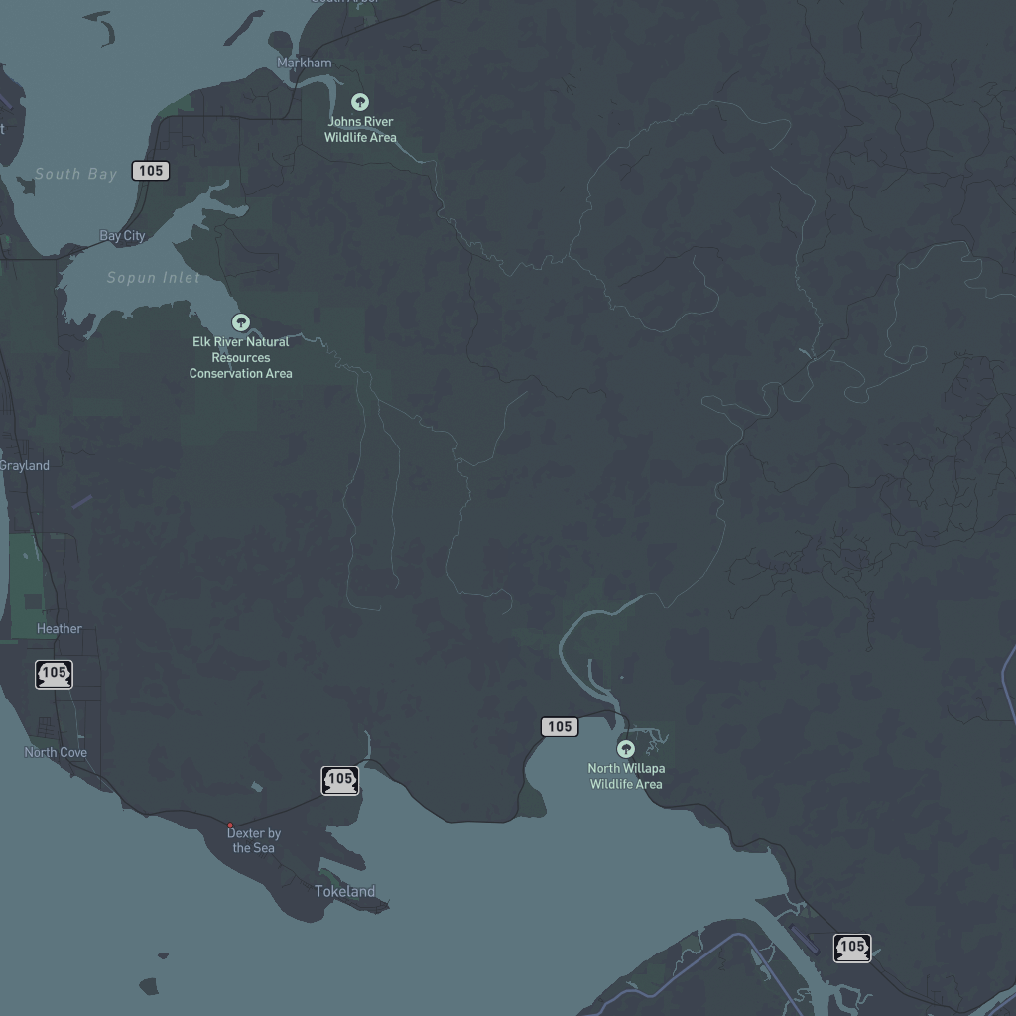 Markham
Johns River
Wildlife Area
South Bay
105
Bay City
Sopun Inlet
Elk River Natural
Resources
Conservation Area
Grayland
Heather
105
105
North Cove
North Willapa
Wildlife Area
105
Dexter by
the Sea
Tokeland
105